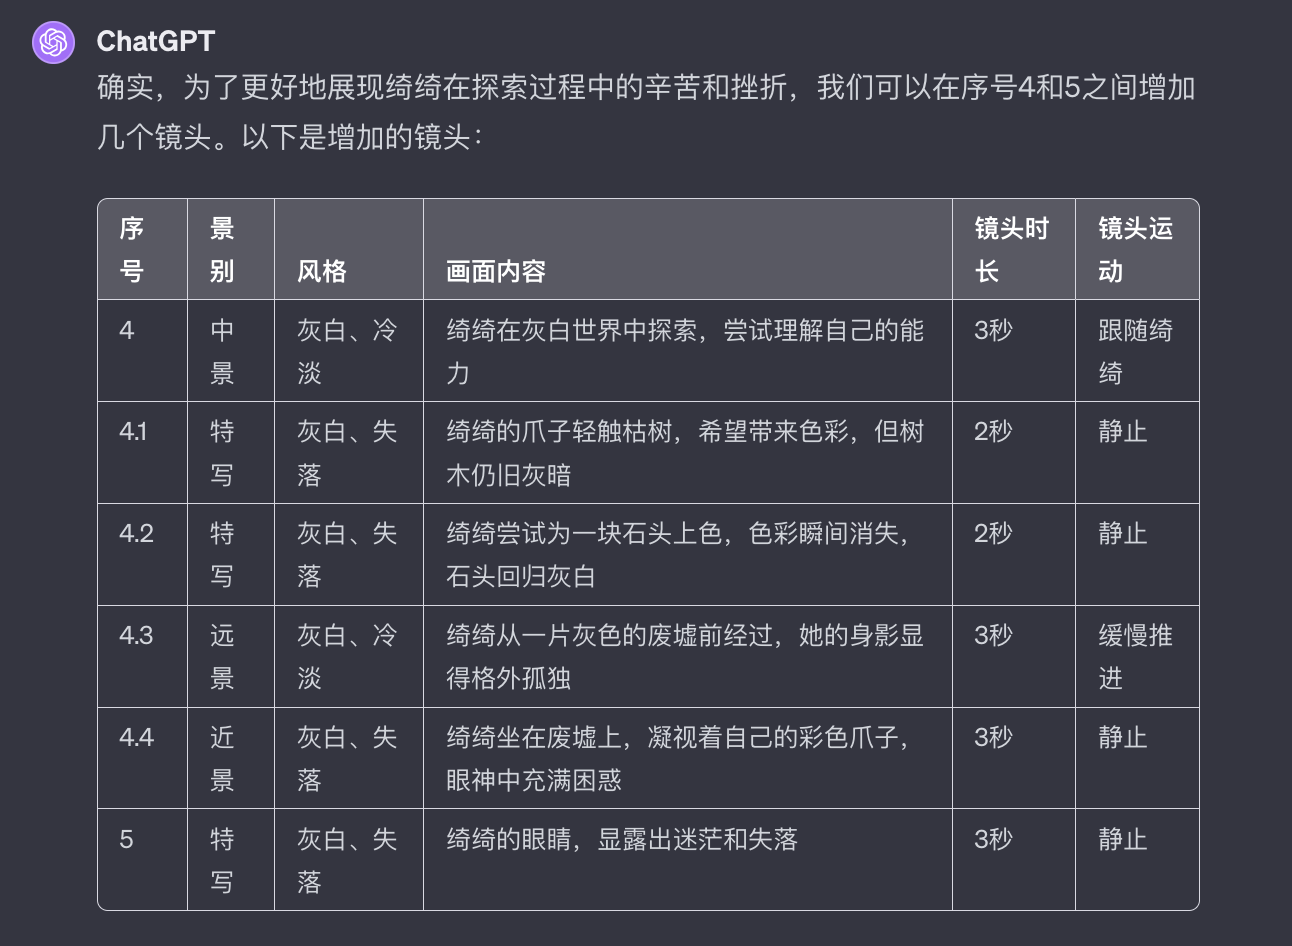 ChatGPT
确实，为了更好地展现绮绮在探索过程中的辛苦和挫折，我们可以在序号4和5之间增加
几个镜头。以下是增加的镜头：
序号 景别 风格 画面内容 镜头时长 镜头运动
4 中景 灰白、冷淡 绮绮在灰白世界中探索，尝试理解自己的能力 3秒 跟随绮绮
4.1 特写 灰白、失落 绮绮的爪子轻触枯树，希望带来色彩，但树木仍旧灰暗 2秒 静止
4.2 特写 灰白、失落 绮绮尝试为一块石头上色，色彩瞬间消失，石头回归灰白 2秒 静止
4.3 远景 灰白、冷淡 绮绮从一片灰色的废墟前经过，她的身影显得格外孤独 3秒 缓慢推进
4.4 近景 灰白、失落 绮绮坐在废墟上，凝视着自己的彩色爪子，眼神中充满困惑 3秒 静止
5 特写 灰白、失落 绮绮的眼睛，显露出迷茫和失落 3秒 静止